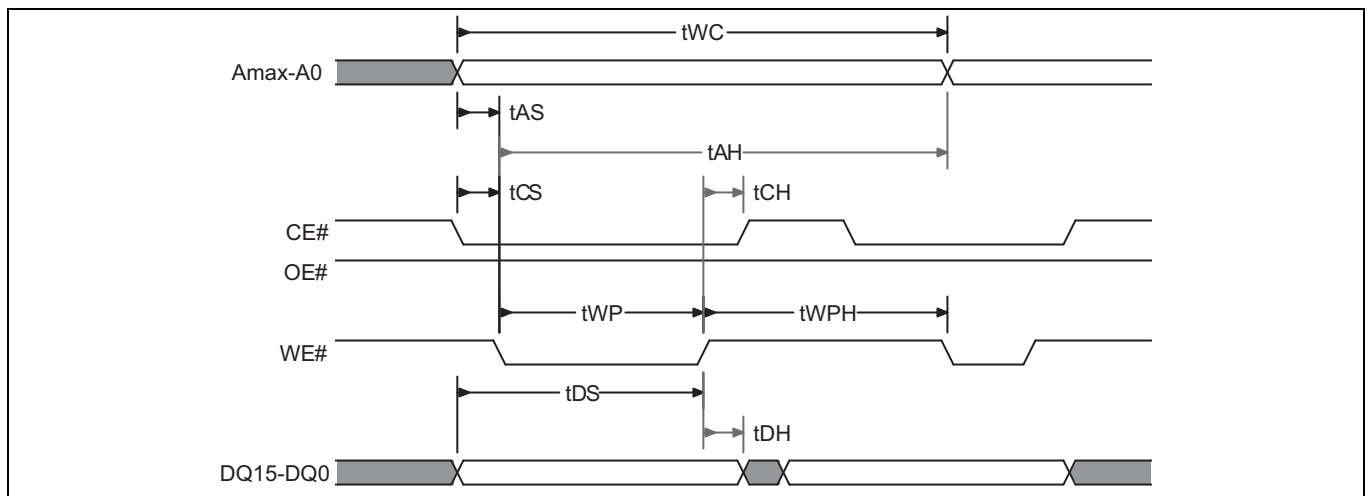 tWC
Amax-A0
tAS
tAH
tCS
tCH
CE#
OE#
tWP
tWPH
WE#
tDS
tDH
DQ15-DQ0